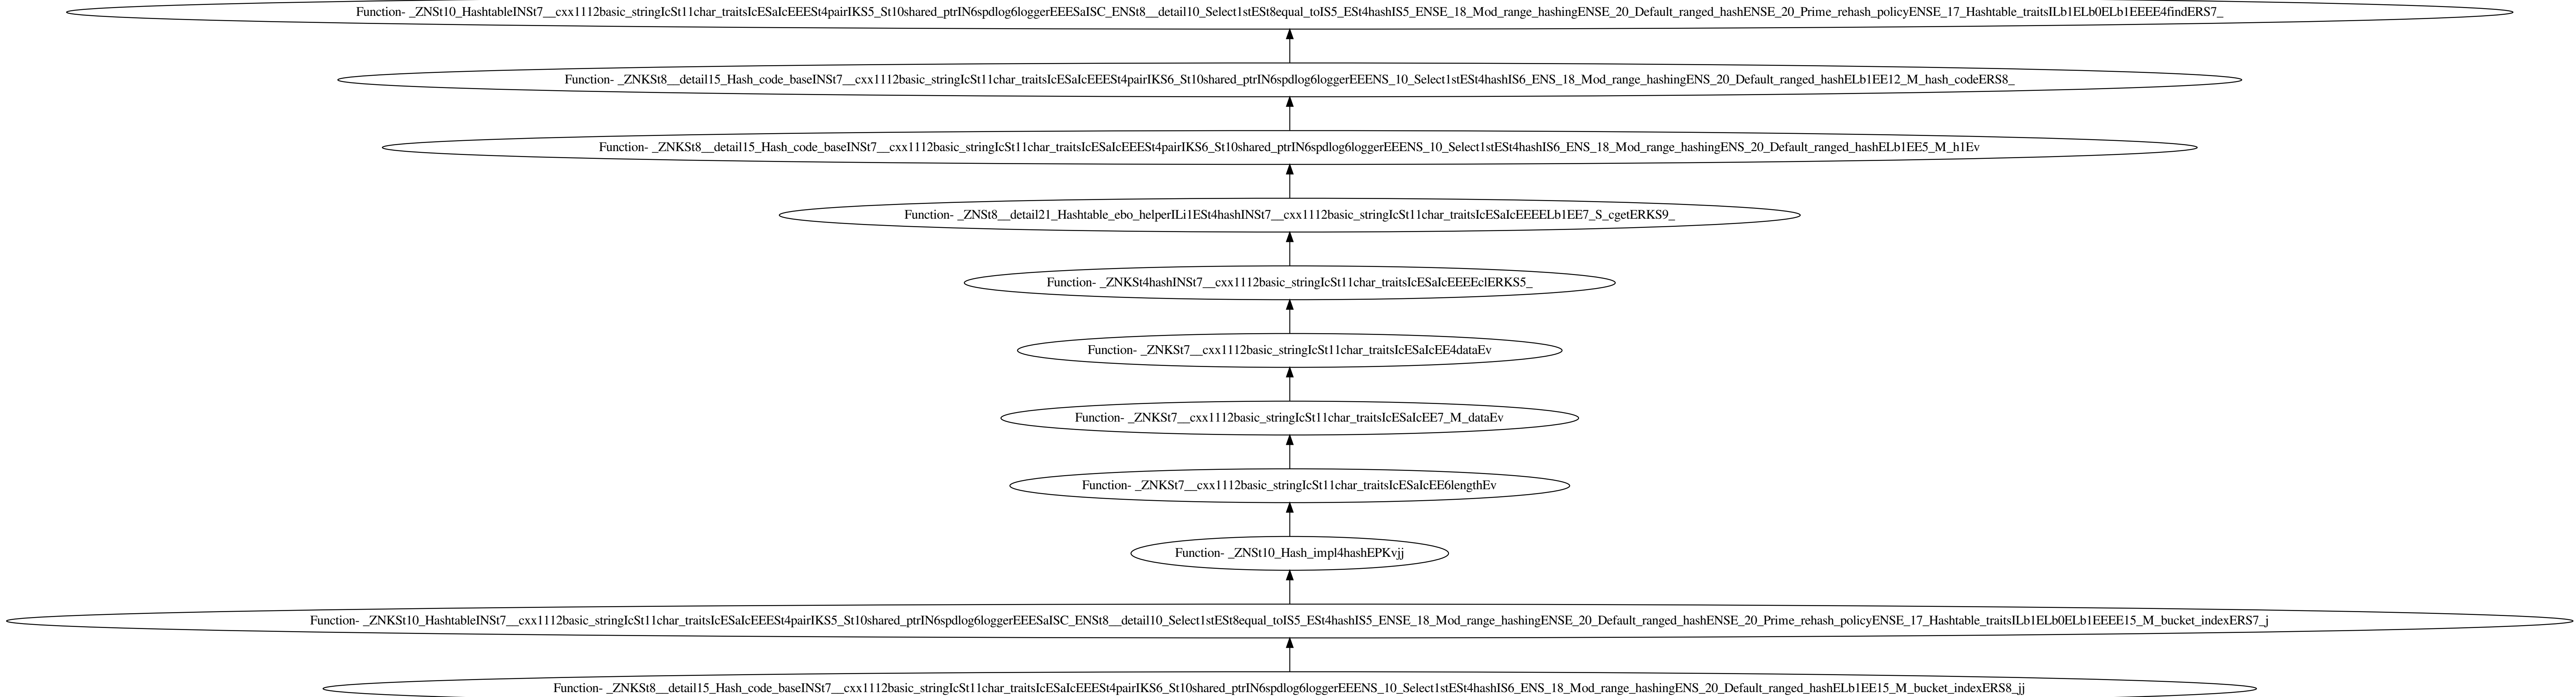 Function- _ZNSt10_HashtableINSt7__cxx1112basic_stringIcSt11char_traitsIcESaIcEEESt4pairIKS5_St10shared_ptrIN6spdlog6loggerEEESaISC_ENSt8__detail10_Select1stESt8equal_toIS5_ESt4hashIS5_ENSE_18_Mod_range_hashingENSE_20_Default_ranged_hashENSE_20_Prime_rehash_policyENSE_17_Hashtable_traitsILb1ELb0ELb1EEEE4findERS7_
Function- _ZNKSt8__detail15_Hash_code_baseINSt7__cxx1112basic_stringIcSt11char_traitsIcESaIcEEESt4pairIKS6_St10shared_ptrIN6spdlog6loggerEEENS_10_Select1stESt4hashIS6_ENS_18_Mod_range_hashingENS_20_Default_ranged_hashELb1EE12_M_hash_codeERS8_
Function- _ZNKSt8__detail15_Hash_code_baseINSt7__cxx1112basic_stringIcSt11char_traitsIcESaIcEEESt4pairIKS6_St10shared_ptrIN6spdlog6loggerEEENS_10_Select1stESt4hashIS6_ENS_18_Mod_range_hashingENS_20_Default_ranged_hashELb1EE5_M_h1Ev
Function- _ZNSt8__detail21_Hashtable_ebo_helperILi1ESt4hashINSt7__cxx1112basic_stringIcSt11char_traitsIcESaIcEEEELb1EE7_S_cgetERKS9_
Function- _ZNKSt4hashINSt7__cxx1112basic_stringIcSt11char_traitsIcESaIcEEEEclERKS5_
Function- _ZNKSt7__cxx1112basic_stringIcSt11char_traitsIcESaIcEE4dataEv
Function- _ZNKSt7__cxx1112basic_stringIcSt11char_traitsIcESaIcEE7_M_dataEv
Function- _ZNKSt7__cxx1112basic_stringIcSt11char_traitsIcESaIcEE6lengthEv
Function- _ZNSt10_Hash_impl4hashEPKvjj
Function- _ZNKSt10_HashtableINSt7__cxx1112basic_stringIcSt11char_traitsIcESaIcEEESt4pairIKS5_St10shared_ptrIN6spdlog6loggerEEESaISC_ENSt8__detail10_Select1stESt8equal_toIS5_ESt4hashIS5_ENSE_18_Mod_range_hashingENSE_20_Default_ranged_hashENSE_20_Prime_rehash_policyENSE_17_Hashtable_traitsILb1ELb0ELb1EEEE15_M_bucket_indexERS7_j
Function- _ZNKSt8__detail15_Hash_code_baseINSt7__cxx1112basic_stringIcSt11char_traitsIcESaIcEEESt4pairIKS6_St10shared_ptrIN6spdlog6loggerEEENS_10_Select1stESt4hashIS6_ENS_18_Mod_range_hashingENS_20_Default_ranged_hashELb1EE15_M_bucket_indexERS8_jj